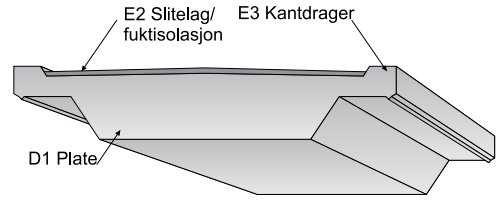 E2 Slitelag/
fuktisolasjon
E3 Kantdrager
D1 Plate